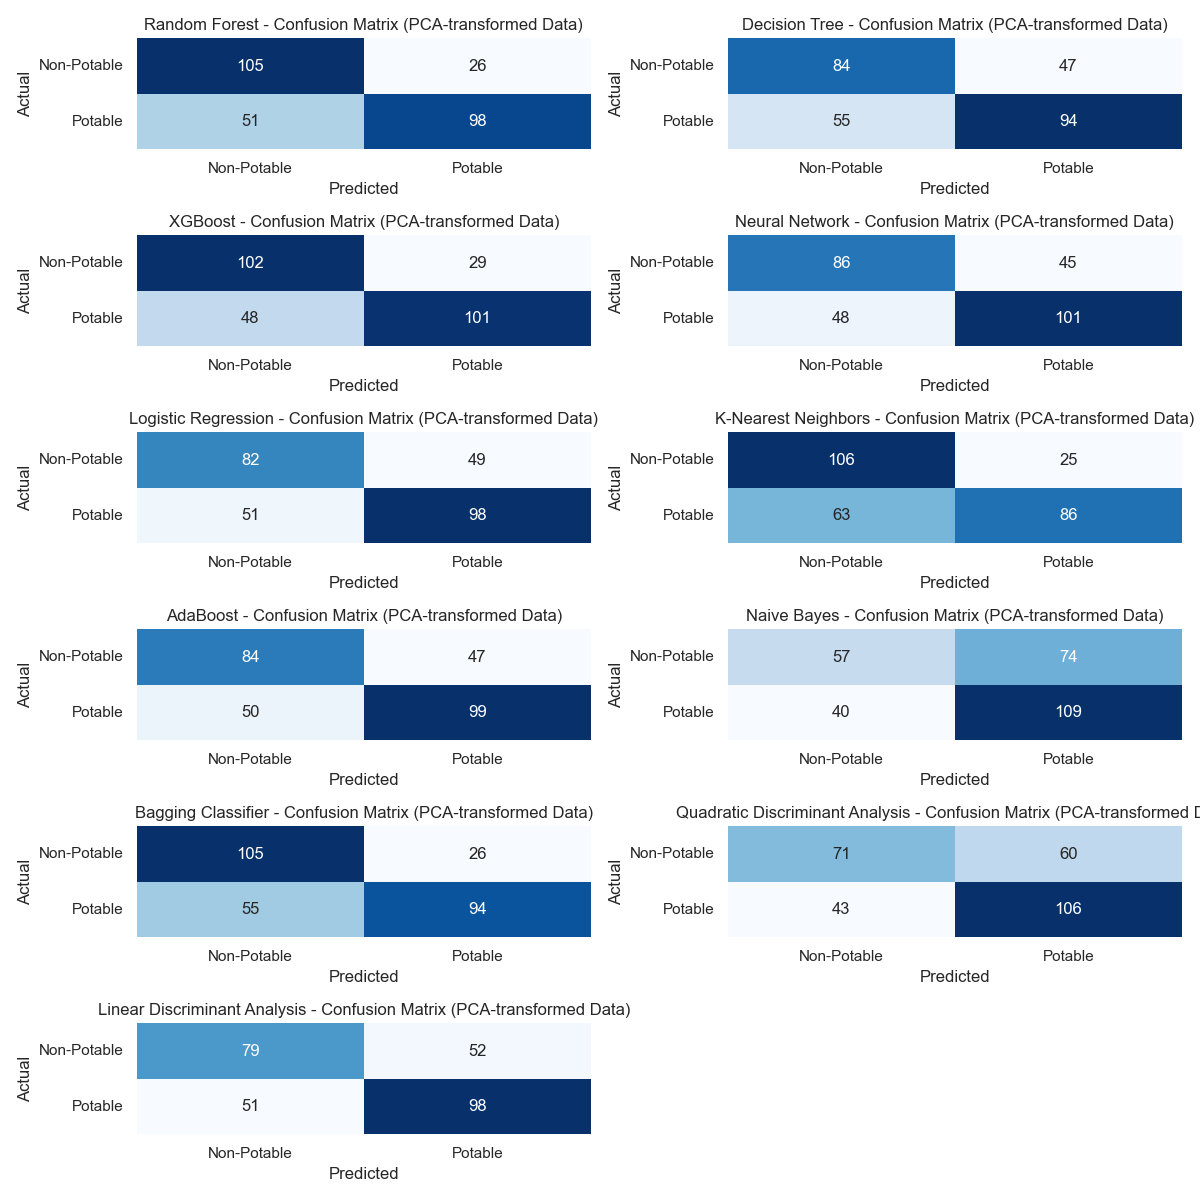 Random Forest - Confusion Matrix (PCA-transformed Data)
Actual
Non-Potable 105 26
Potable 51 98
Non-Potable Potable
Predicted
Decision Tree - Confusion Matrix (PCA-transformed Data)
Actual
Non-Potable 84 47
Potable 55 94
Non-Potable Potable
Predicted
XGBoost - Confusion Matrix (PCA-transformed Data)
Actual
Non-Potable 102 29
Potable 48 101
Non-Potable Potable
Predicted
Neural Network - Confusion Matrix (PCA-transformed Data)
Actual
Non-Potable 86 45
Potable 48 101
Non-Potable Potable
Predicted
Logistic Regression - Confusion Matrix (PCA-transformed Data)
Actual
Non-Potable 82 49
Potable 51 98
Non-Potable Potable
Predicted
K-Nearest Neighbors - Confusion Matrix (PCA-transformed Data)
Actual
Non-Potable 106 25
Potable 63 86
Non-Potable Potable
Predicted
AdaBoost - Confusion Matrix (PCA-transformed Data)
Actual
Non-Potable 84 47
Potable 50 99
Non-Potable Potable
Predicted
Naive Bayes - Confusion Matrix (PCA-transformed Data)
Actual
Non-Potable 57 74
Potable 40 109
Non-Potable Potable
Predicted
Bagging Classifier - Confusion Matrix (PCA-transformed Data)
Actual
Non-Potable 105 26
Potable 55 94
Non-Potable Potable
Predicted
Quadratic Discriminant Analysis - Confusion Matrix (PCA-transformed D
Actual
Non-Potable 71 60
Potable 43 106
Non-Potable Potable
Predicted
Linear Discriminant Analysis - Confusion Matrix (PCA-transformed Data)
Actual
Non-Potable 79 52
Potable 51 98
Non-Potable Potable
Predicted